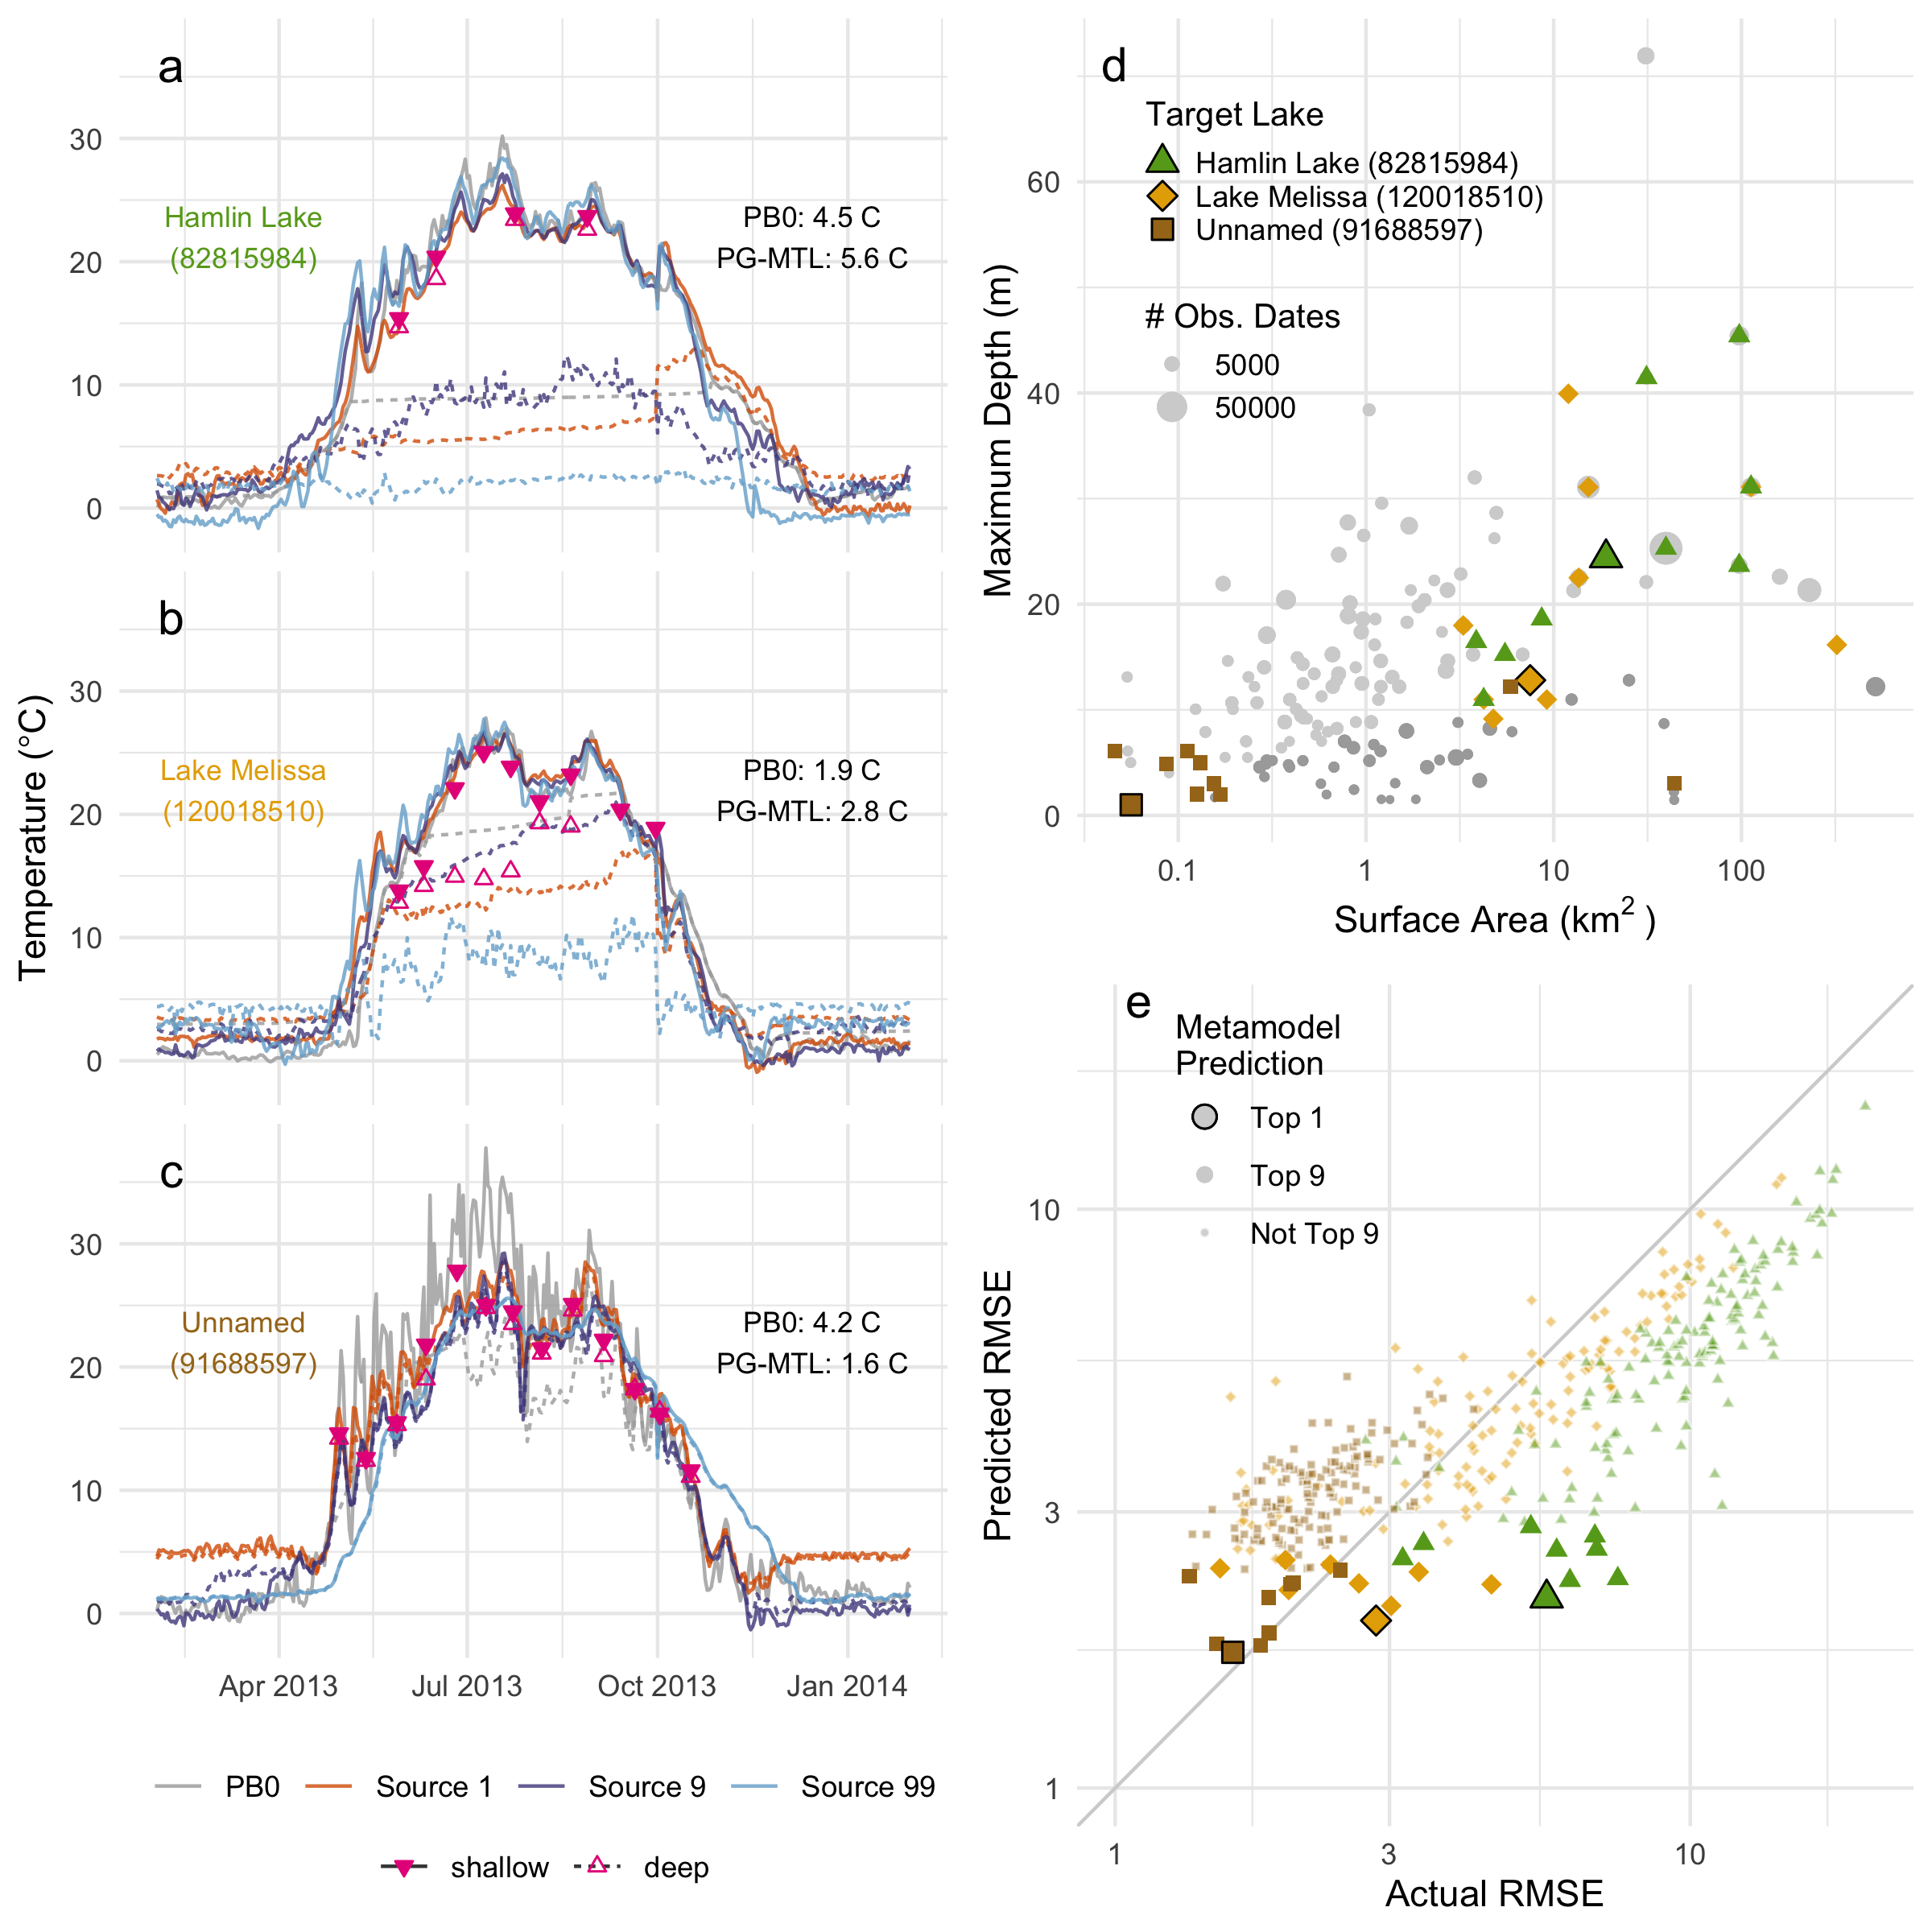 a
Hamlin Lake
(82815984)
PB0: 4.5 C
PG-MTL: 5.6 C
30
20
10
0
b
Lake Melissa
(120018510)
PB0: 1.9 C
PG-MTL: 2.8 C
30
20
10
0
c
Unnamed
(91688597)
PB0: 4.2 C
PG-MTL: 1.6 C
30
20
10
0
Temperature (°C)
Apr 2013
Jul 2013
Oct 2013
Jan 2014
PB0
Source 1
Source 9
Source 99
shallow
deep
d
Target Lake
Hamlin Lake (82815984)
Lake Melissa (120018510)
Unnamed (91688597)
# Obs. Dates
5000
50000
60
40
20
0
Maximum Depth (m)
0.1
1
10
100
Surface Area (km2 )
e
Metamodel
Prediction
Top 1
Top 9
Not Top 9
10
3
1
Predicted RMSE
1
3
10
Actual RMSE